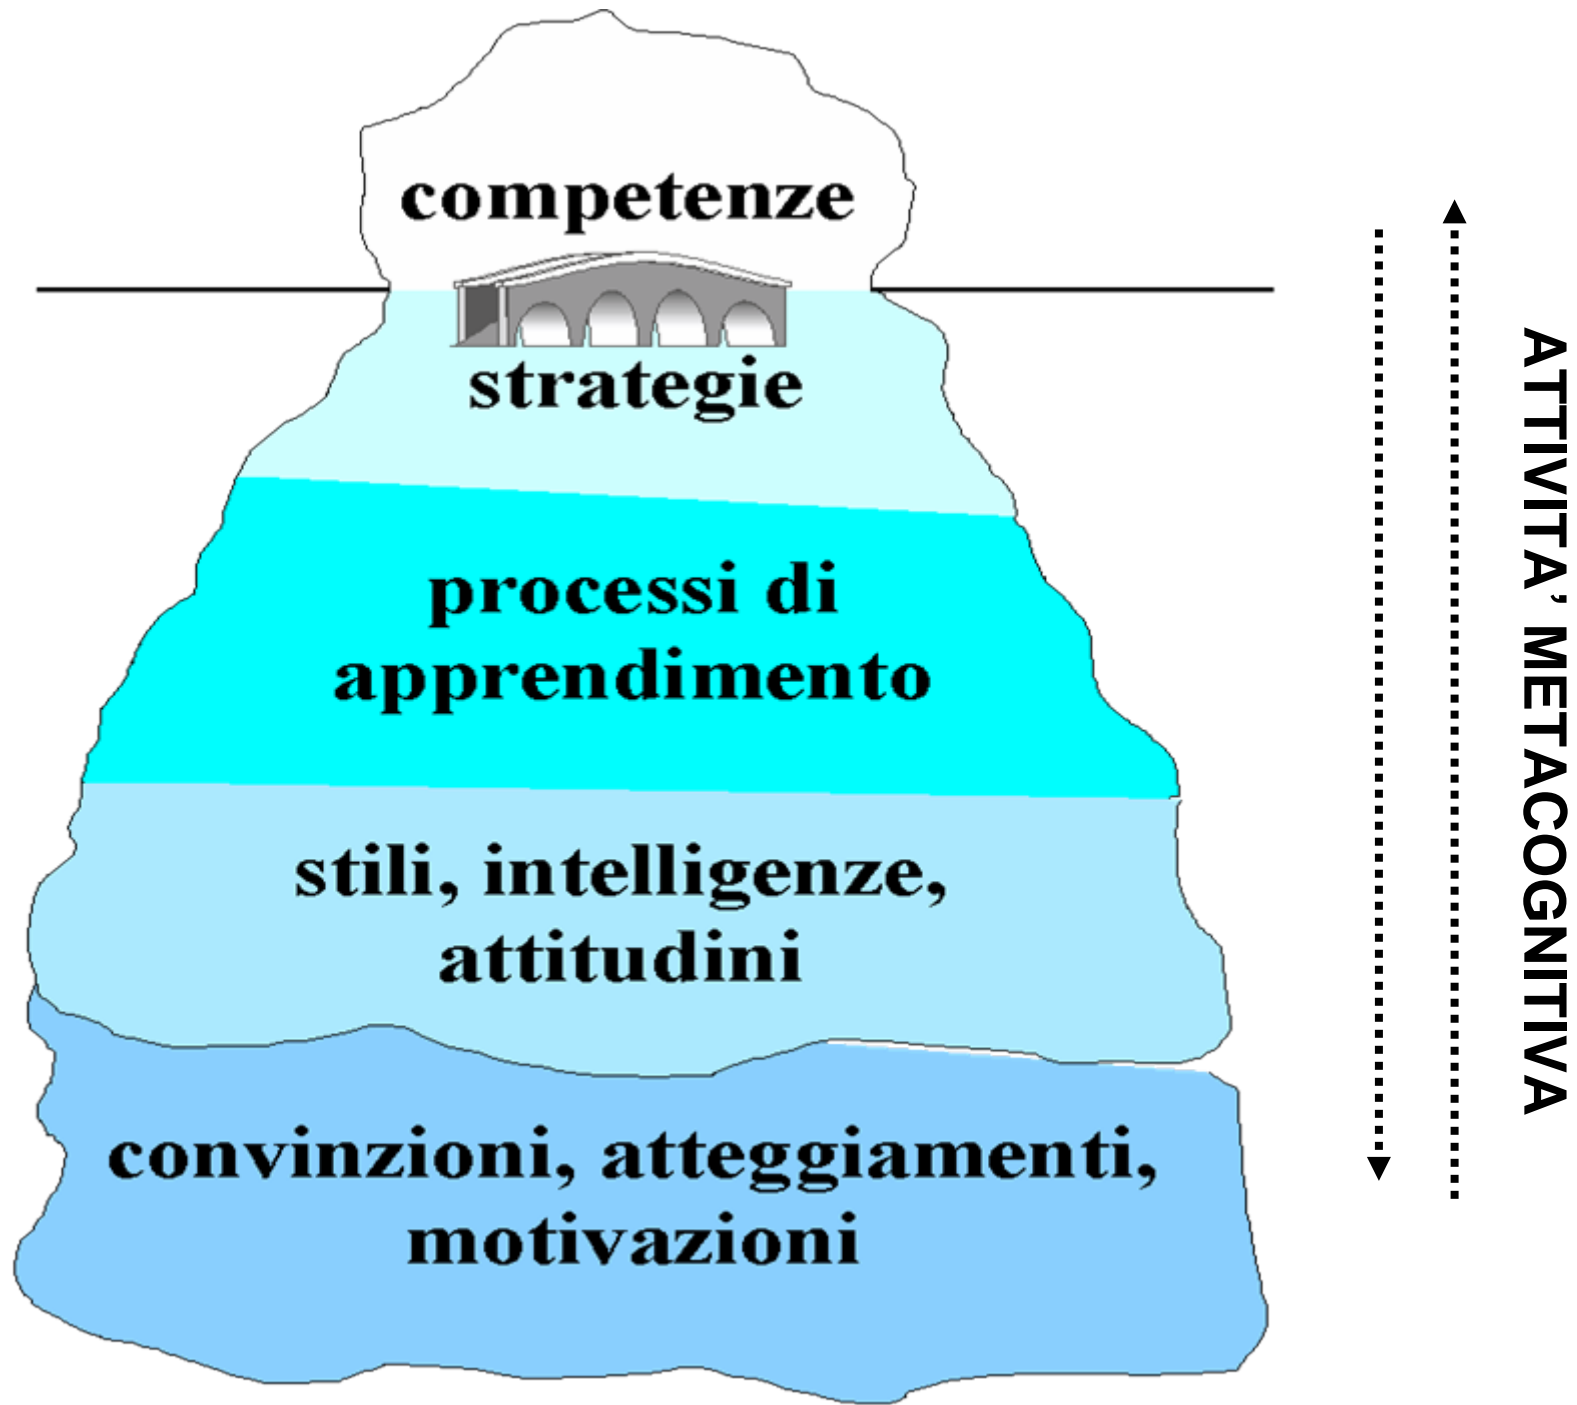 competenze
strategie
processi di
apprendimento
stili, intelligenze,
attitudini
convinzioni, atteggiamenti,
motivazioni
ATTIVITA’ METACOGNITIVA